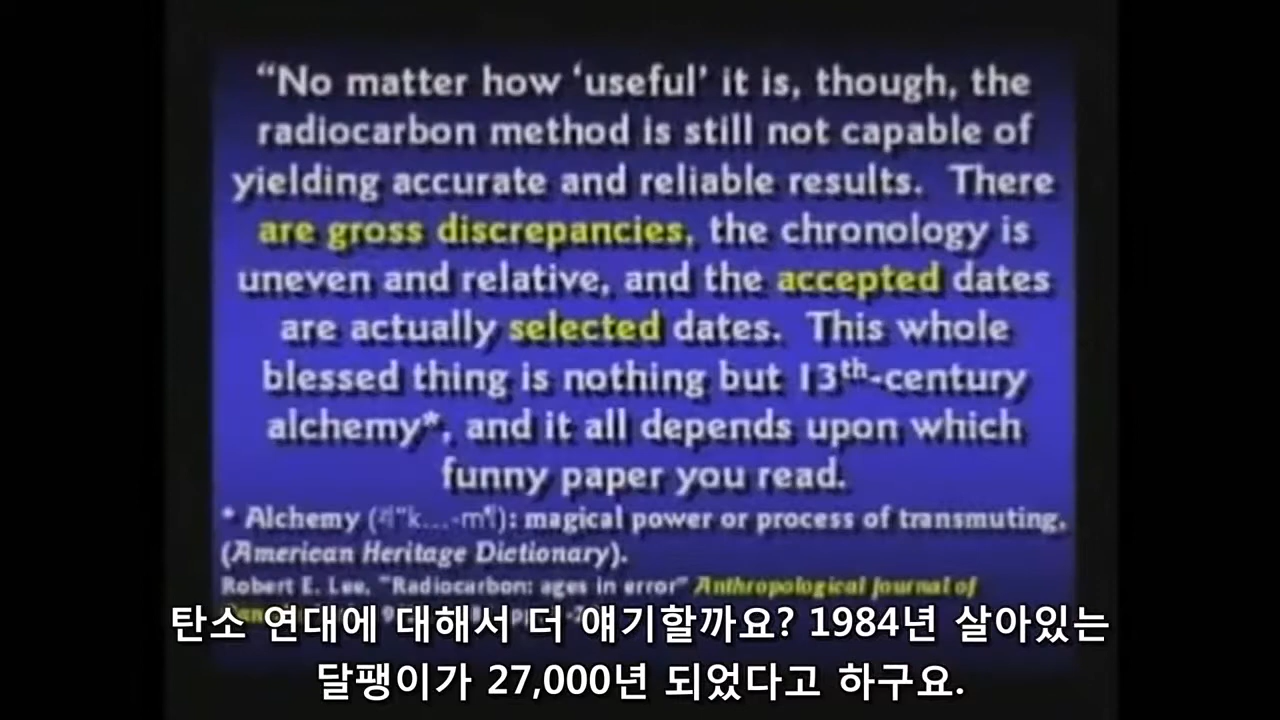 “No matter how ‘useful’ it is, though, the
radiocarbon method is still not capable of
yielding accurate and reliable results. There
are gross discrepancies, the chronology is
uneven and relative, and the accepted dates
are actually selected dates. This whole
blessed thing is nothing but 13th-century
alchemy*, and it all depends upon which
funny paper you read.
* Alchemy): magical power or process of transmuting,
(American Heritage Dictionary).
Robert E. Lee, "Radiocarbon: ages in error" Anthropological Journal of
탄소 연대에 대해서 더 얘기할까요? 1984년 살아있는
달팽이가 27,000년 되었다고 하구요.